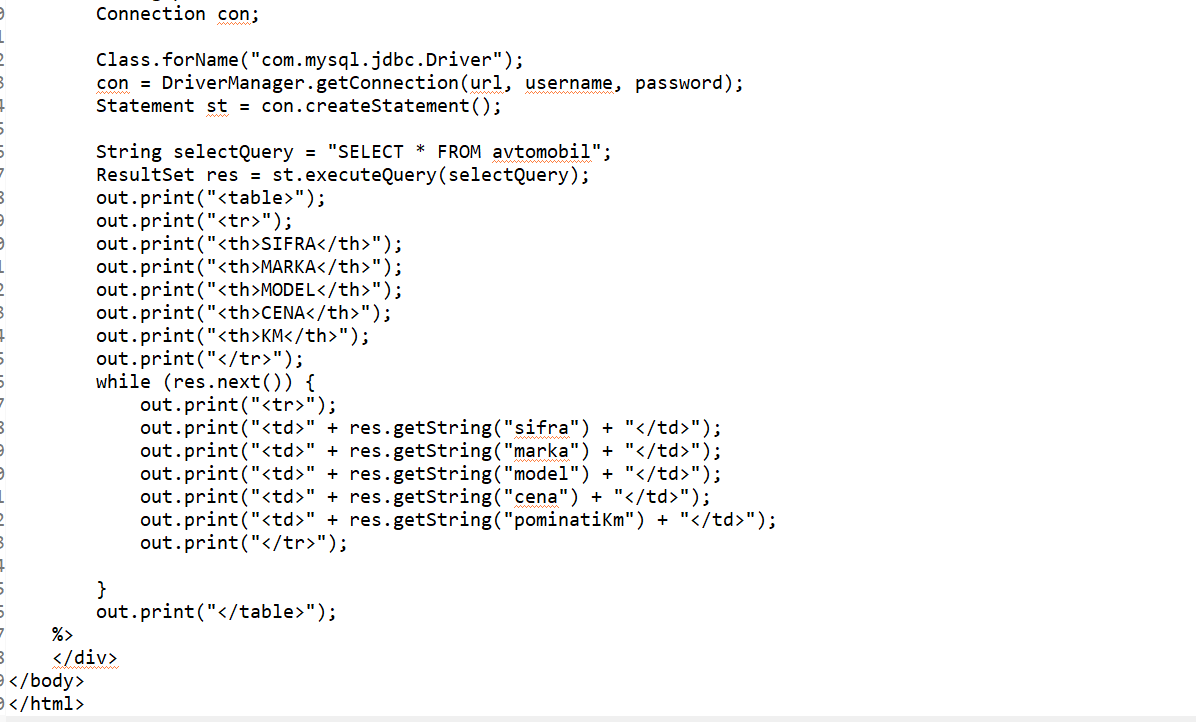 Connection con;
Class.forName("com.mysql.jdbc.Driver");
con = DriverManager.getConnection(url, username, password);
Statement st = con.createStatement();
String selectQuery = "SELECT * FROM avtomobil";
ResultSet res = st.executeQuery(selectQuery);
out.print("<table>");
out.print("<tr>");
out.print("<th>SIFRA</th>");
out.print("<th>MARKA</th>");
out.print("<th>MODEL</th>");
out.print("<th>CENA</th>");
out.print("<th>KM</th>");
out.print("</tr>");
while (res.next()) {
out.print("<tr>");
out.print("<td>" + res.getString("sifra") + "</td>");
out.print("<td>" + res.getString("marka") + "</td>");
out.print("<td>" + res.getString("model") + "</td>");
out.print("<td>" + res.getString("cena") + "</td>");
out.print("<td>" + res.getString("pominatiKm") + "</td>");
out.print("</tr>");
}
out.print("</table>");
%>
</div>
</body>
</html>